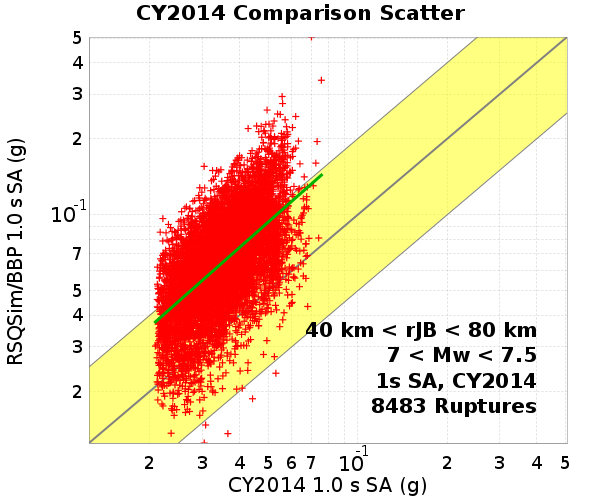 CY2014 Comparison Scatter
RSQSim/BBP 1.0 s SA (g)
5
4
3
2
10-1
7
5
4
3
2
40 km < rJB < 80 km
7 < Mw < 7.5
1s SA, CY2014
8483 Ruptures
2 3 4 5 6 7 10-1 2 3 4 5
CY2014 1.0 s SA (g)